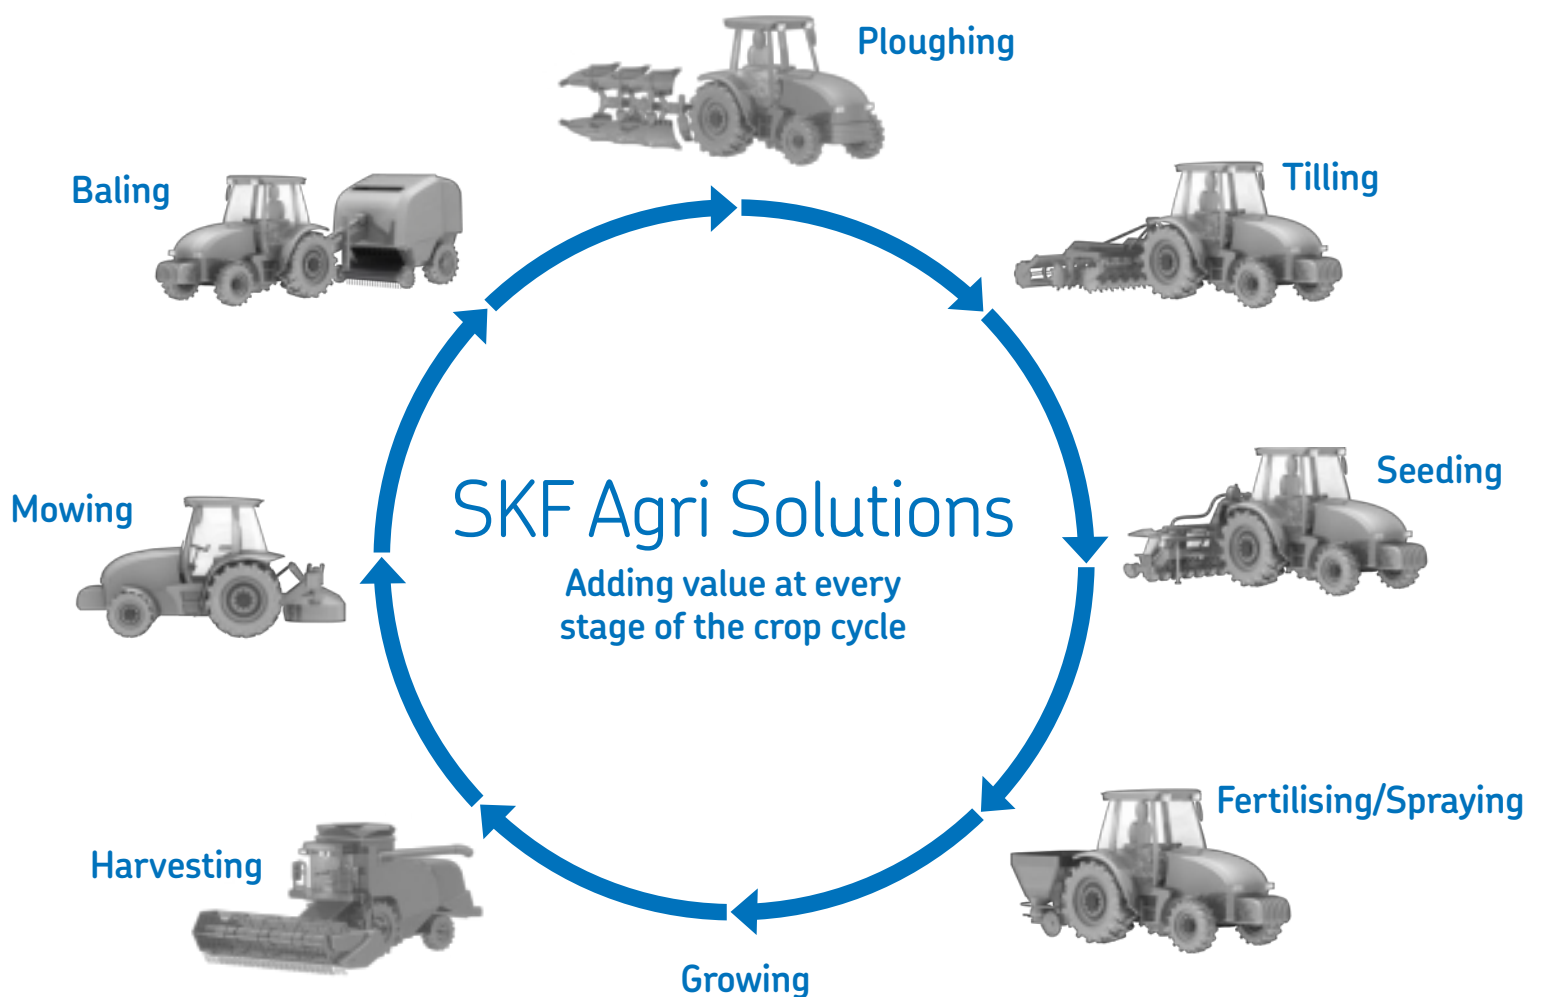 Ploughing
Tilling
Baling
Seeding
Mowing
SKF Agri Solutions
Adding value at every
stage of the crop cycle
Fertilising/Spraying
Harvesting
Growing